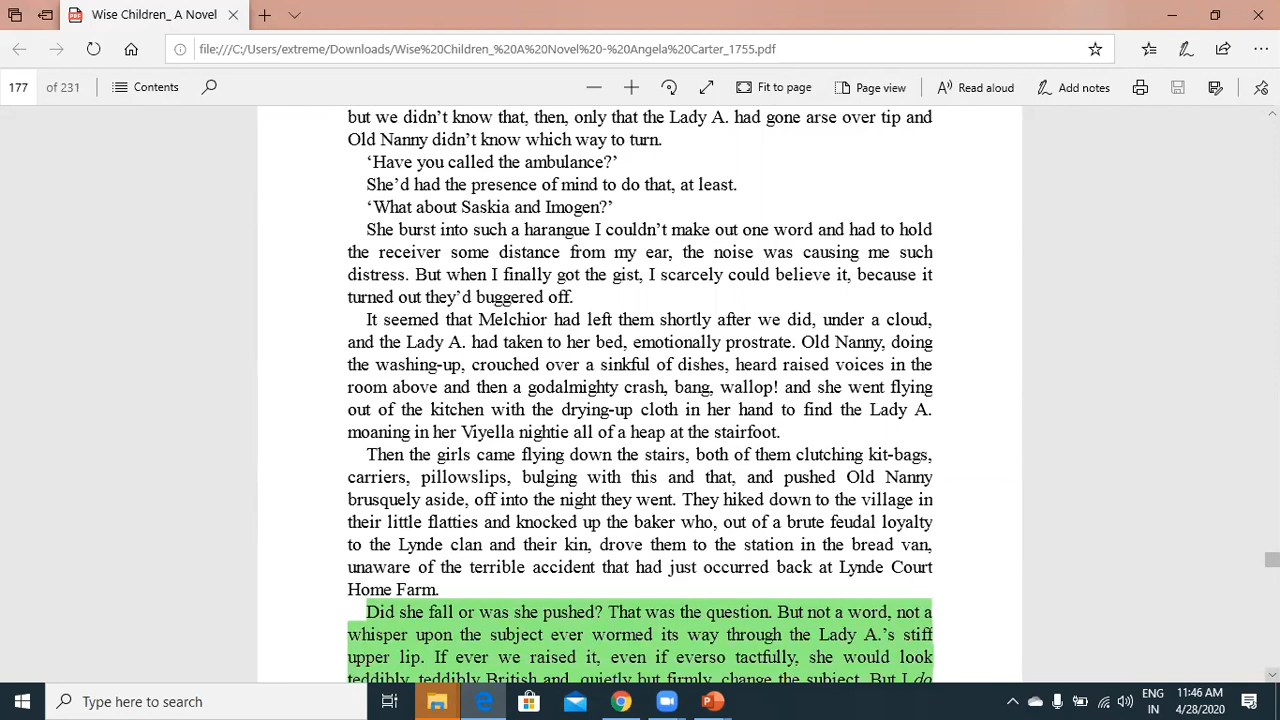 Wise Children_ A Novel
file:///C:/Users/extreme/Downloads/Wise%20Children_%20A%20Novel%20-%20Angela%20Carter_1755.pdf
177 of 231 Contents Fit to page Page view Read aloud Add notes
but we didn’t know that, then, only that the Lady A. had gone arse over tip and
Old Nanny didn’t know which way to turn.
‘Have you called the ambulance?’
She’d had the presence of mind to do that, at least.
‘What about Saskia and Imogen?’
She burst into such a harangue I couldn’t make out one word and had to hold
the receiver some distance from my ear, the noise was causing me such
distress. But when I finally got the gist, I scarcely could believe it, because it
turned out they’d buggered off.
It seemed that Melchior had left them shortly after we did, under a cloud,
and the Lady A. had taken to her bed, emotionally prostrate. Old Nanny, doing
the washing-up, crouched over a sinkful of dishes, heard raised voices in the
room above and then a godalmighty crash, bang, wallop! and she went flying
out of the kitchen with the drying-up cloth in her hand to find the Lady A.
moaning in her Viyella nightie all of a heap at the stairfoot.
Then the girls came flying down the stairs, both of them clutching kit-bags,
carriers, pillowslips, bulging with this and that, and pushed Old Nanny
brusquely aside, off into the night they went. They hiked down to the village in
their little flatties and knocked up the baker who, out of a brute feudal loyalty
to the Lynde clan and their kin, drove them to the station in the bread van,
unaware of the terrible accident that had just occurred back at Lynde Court
Home Farm.
Did she fall or was she pushed? That was the question. But not a word, not a
whisper upon the subject ever wormed its way through the Lady A.’s stiff
upper lip. If ever we raised it, even if everso tactfully, she would look
teddibly, teddibly British and, quietly but firmly, change the subject. But I do
Type here to search
ENG 11:46 AM
IN 4/28/2020